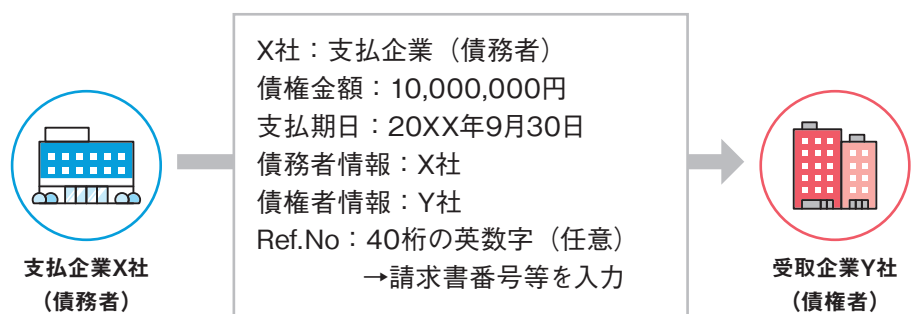 X社：支払企業（債務者）
債権金額：10,000,000円
支払期日：20XX年9月30日
債務者情報：X社
債権者情報：Y社
Ref.No：40桁の英数字（任意）
→請求書番号等を入力
支払企業X社
（債務者）
受取企業Y社
（債権者）